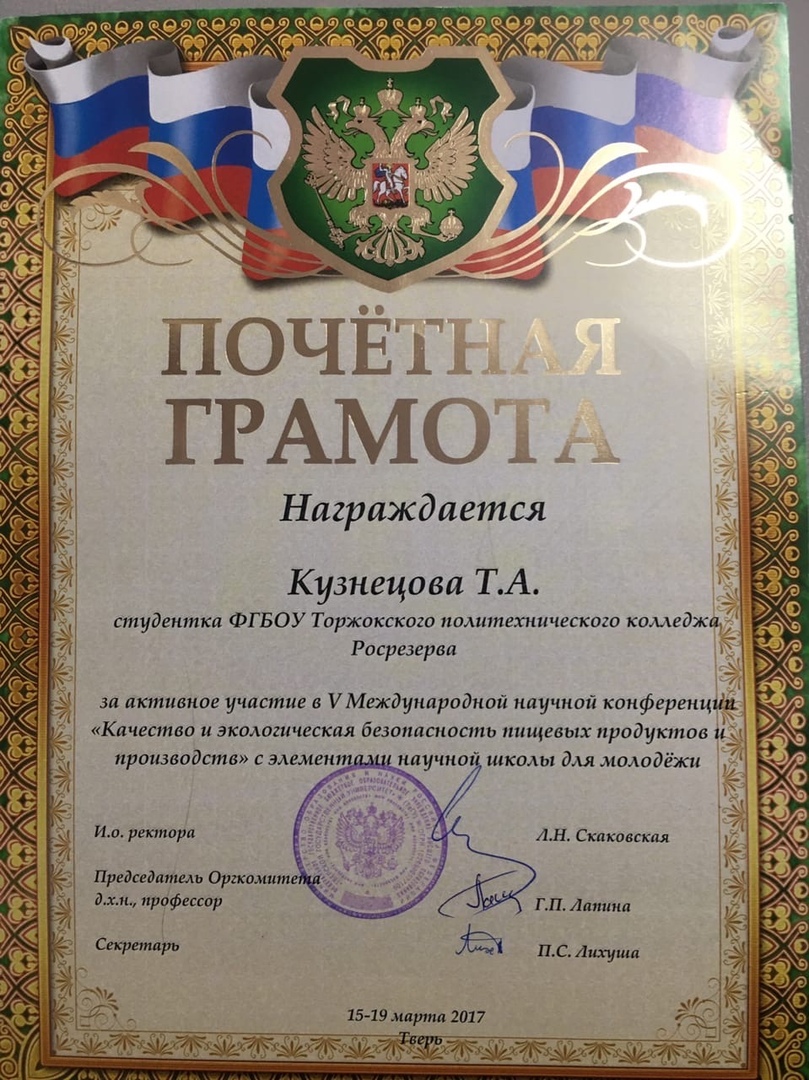 ПОЧЁТНАЯ
ГРАМОТА
Награждается
Кузнецова Т.А.
студентка ФГБОУ Торжокского политехнического колледжа
Росрезерва
за активное участие в V Международной научной конференции
«Качество и экологическая безопасность пищевых продуктов и
производств» с элементами научной школы для молодёжи
И.о. ректора
Л.Н. Скаковская
Председатель Оргкомитета
д.х.н., профессор
Г.П. Лапина
Секретарь
П.С. Лихуша
15-19 марта 2017
Тверь